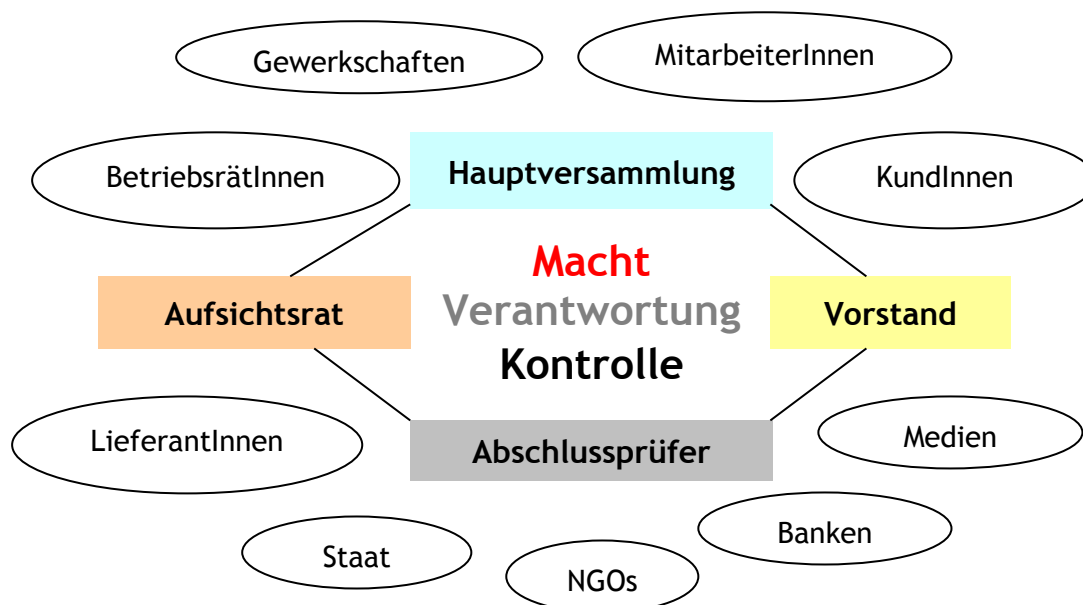 Gewerkschaften
MitarbeiterInnen
BetriebsrätInnen
Hauptversammlung
KundInnen
Macht
Verantwortung
Kontrolle
Aufsichtsrat
Vorstand
LieferantInnen
Abschlussprüfer
Medien
Staat
NGOs
Banken